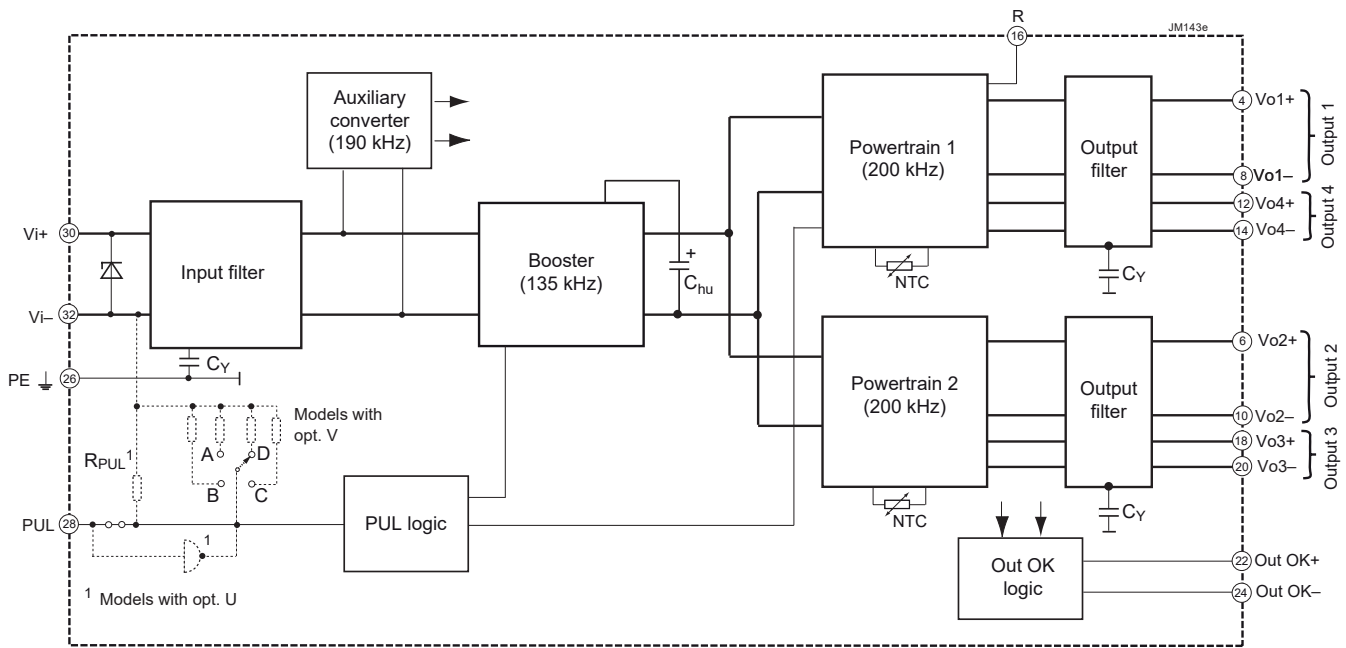 R
16
JM143e
Auxiliary
converter
(190 kHz)
Powertrain 1
(200 kHz)
Output
filter
4 Vo1+
8 Vo1–
Output 1
12 Vo4+
14 Vo4–
Output 4
NTC
CY
Vi+ 30
Input filter
Booster
(135 kHz)
+
Chu
Vi– 32
CY
PE 26
Powertrain 2
(200 kHz)
Output
filter
6 Vo2+
10 Vo2–
Output 2
18 Vo3+
20 Vo3–
Output 3
NTC
CY
Models with
opt. V
A
D
B
C
RPUL1
PUL 28
PUL logic
1
1 Models with opt. U
Out OK
logic
22 Out OK+
24 Out OK–